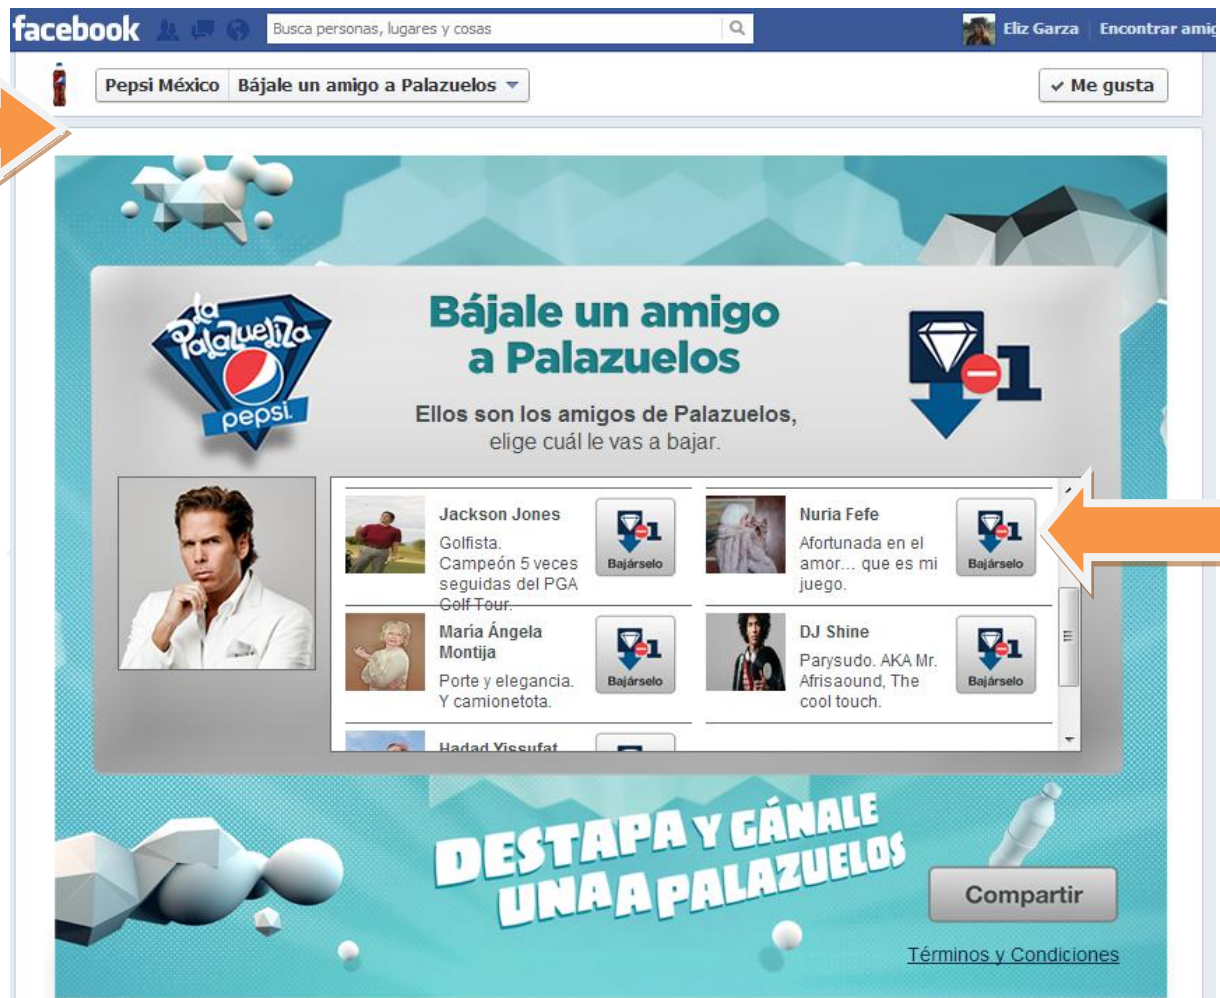 facebook
Busca personas, lugares y cosas
Eliz Garza
Encontrar amig
Pepsi México
Bájale un amigo a Palazuelos
Me gusta
La
Palazueliza
pepsi.
Bájale un amigo
a Palazuelos
-1
Ellos son los amigos de Palazuelos,
elige cuál le vas a bajar.
Jackson Jones
Golfista.
Campeón 5 veces
seguidas del PGA
Golf Tour.
-1
Bajárselo
Nuria Fefe
Afortunada en el
amor... que es mi
juego.
-1
Bajárselo
María Ángela
Montija
Porte y elegancia.
Y camionetota.
-1
Bajárselo
DJ Shine
Parysudo. AKA Mr.
Afrisaound, The
cool touch.
-1
Bajárselo
Hadad Yissufat
DESTAPA Y GÁNALE
UNA A PALAZUELOS
Compartir
Términos y Condiciones